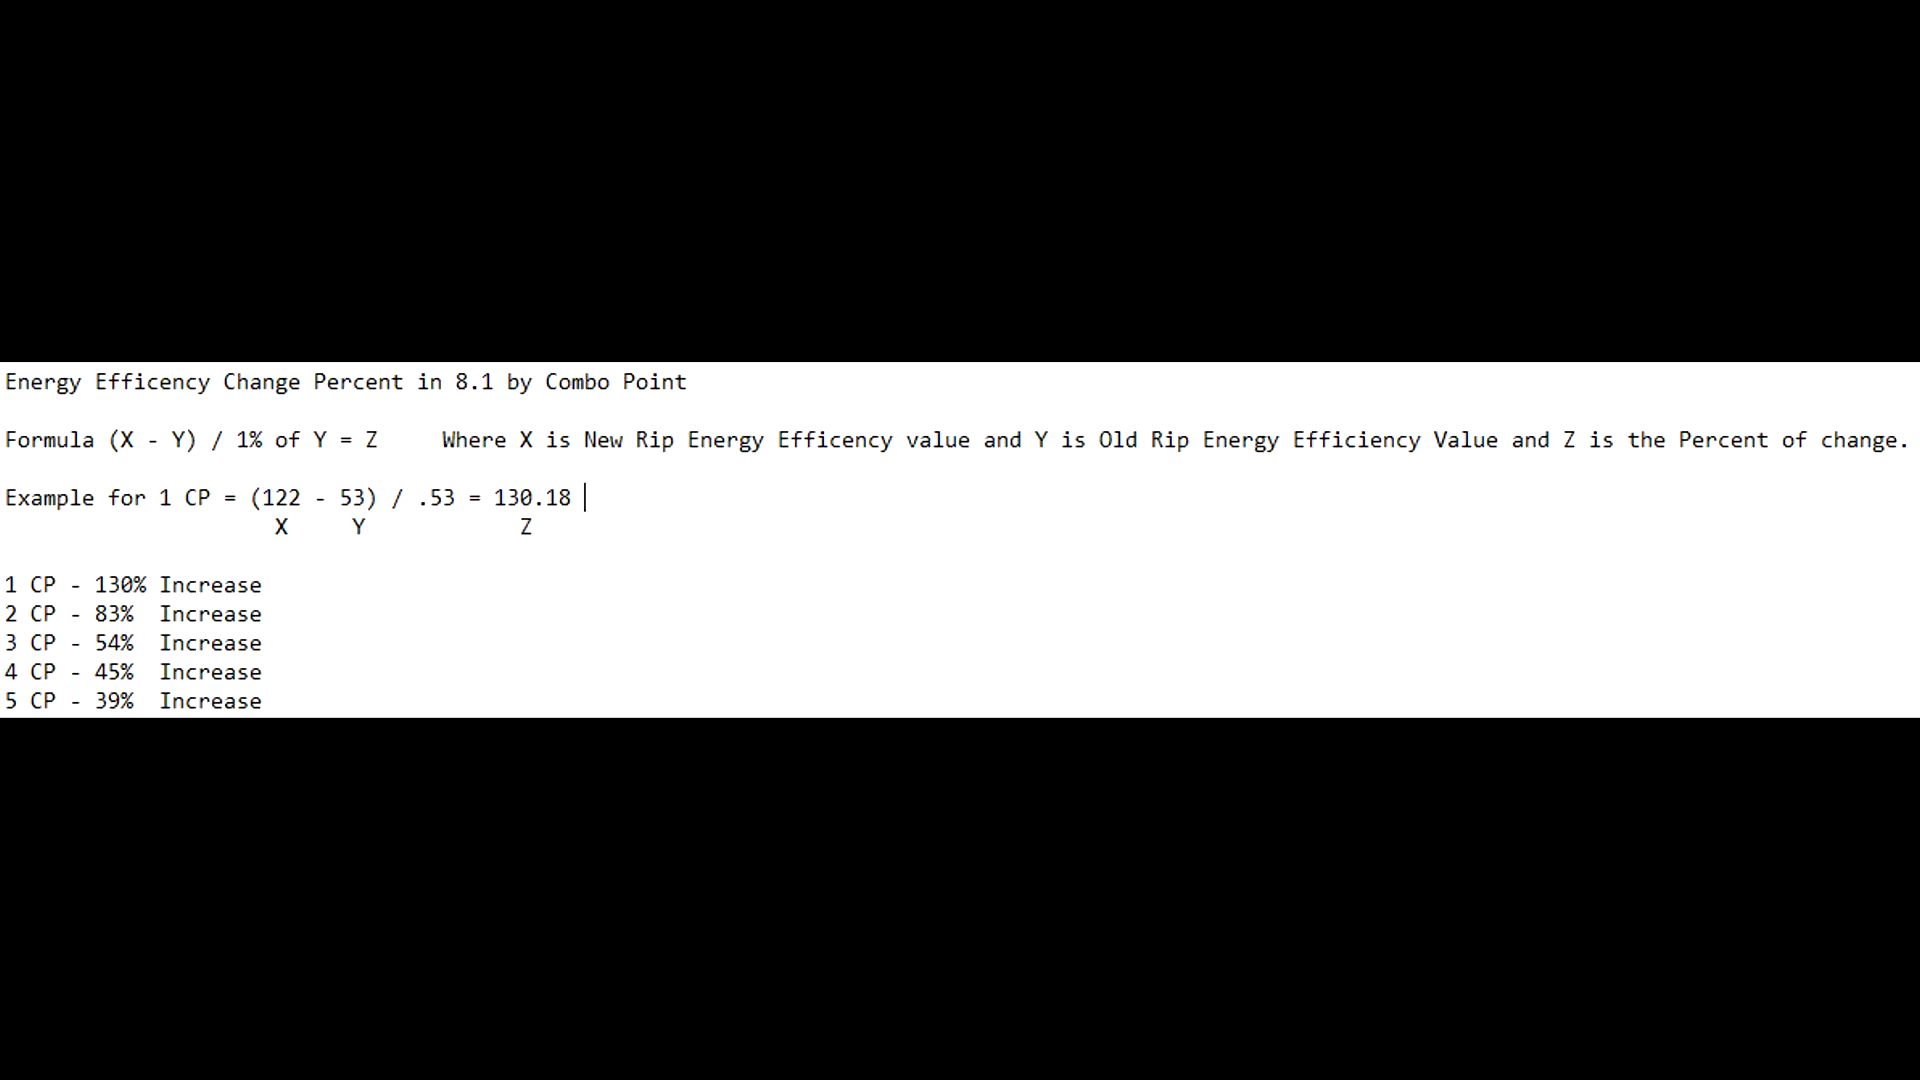 Energy Efficency Change Percent in 8.1 by Combo Point
Formula (X - Y) / 1% of Y = Z     Where X is New Rip Energy Efficency value and Y is Old Rip Energy Efficiency Value and Z is the Percent of change.
Example for 1 CP = (122 - 53) / .53 = 130.18
X     Y            Z
1 CP - 130% Increase
2 CP - 83%  Increase
3 CP - 54%  Increase
4 CP - 45%  Increase
5 CP - 39%  Increase